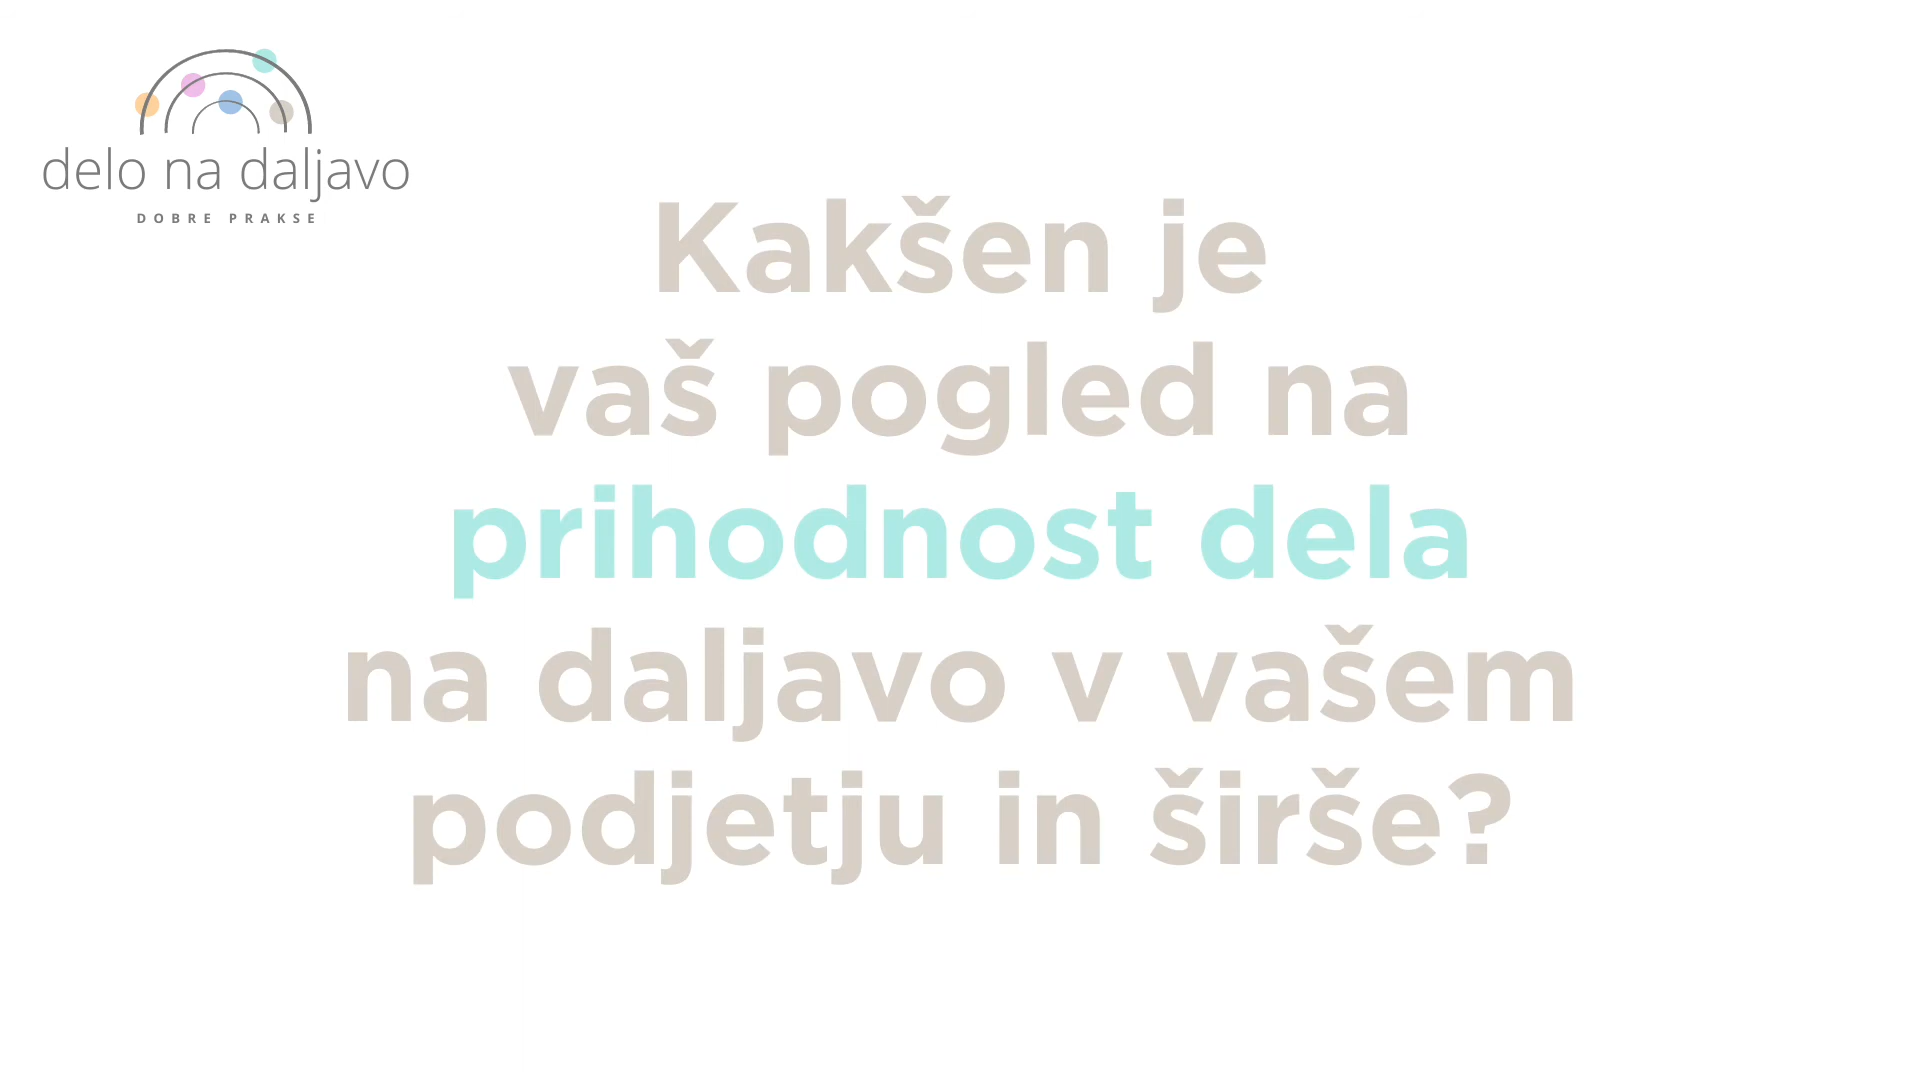 delo na daljavo
DOBRE PRAKSE
Kakšen je
vaš pogled na
prihodnost dela
na daljavo v vašem
podjetju in širše?